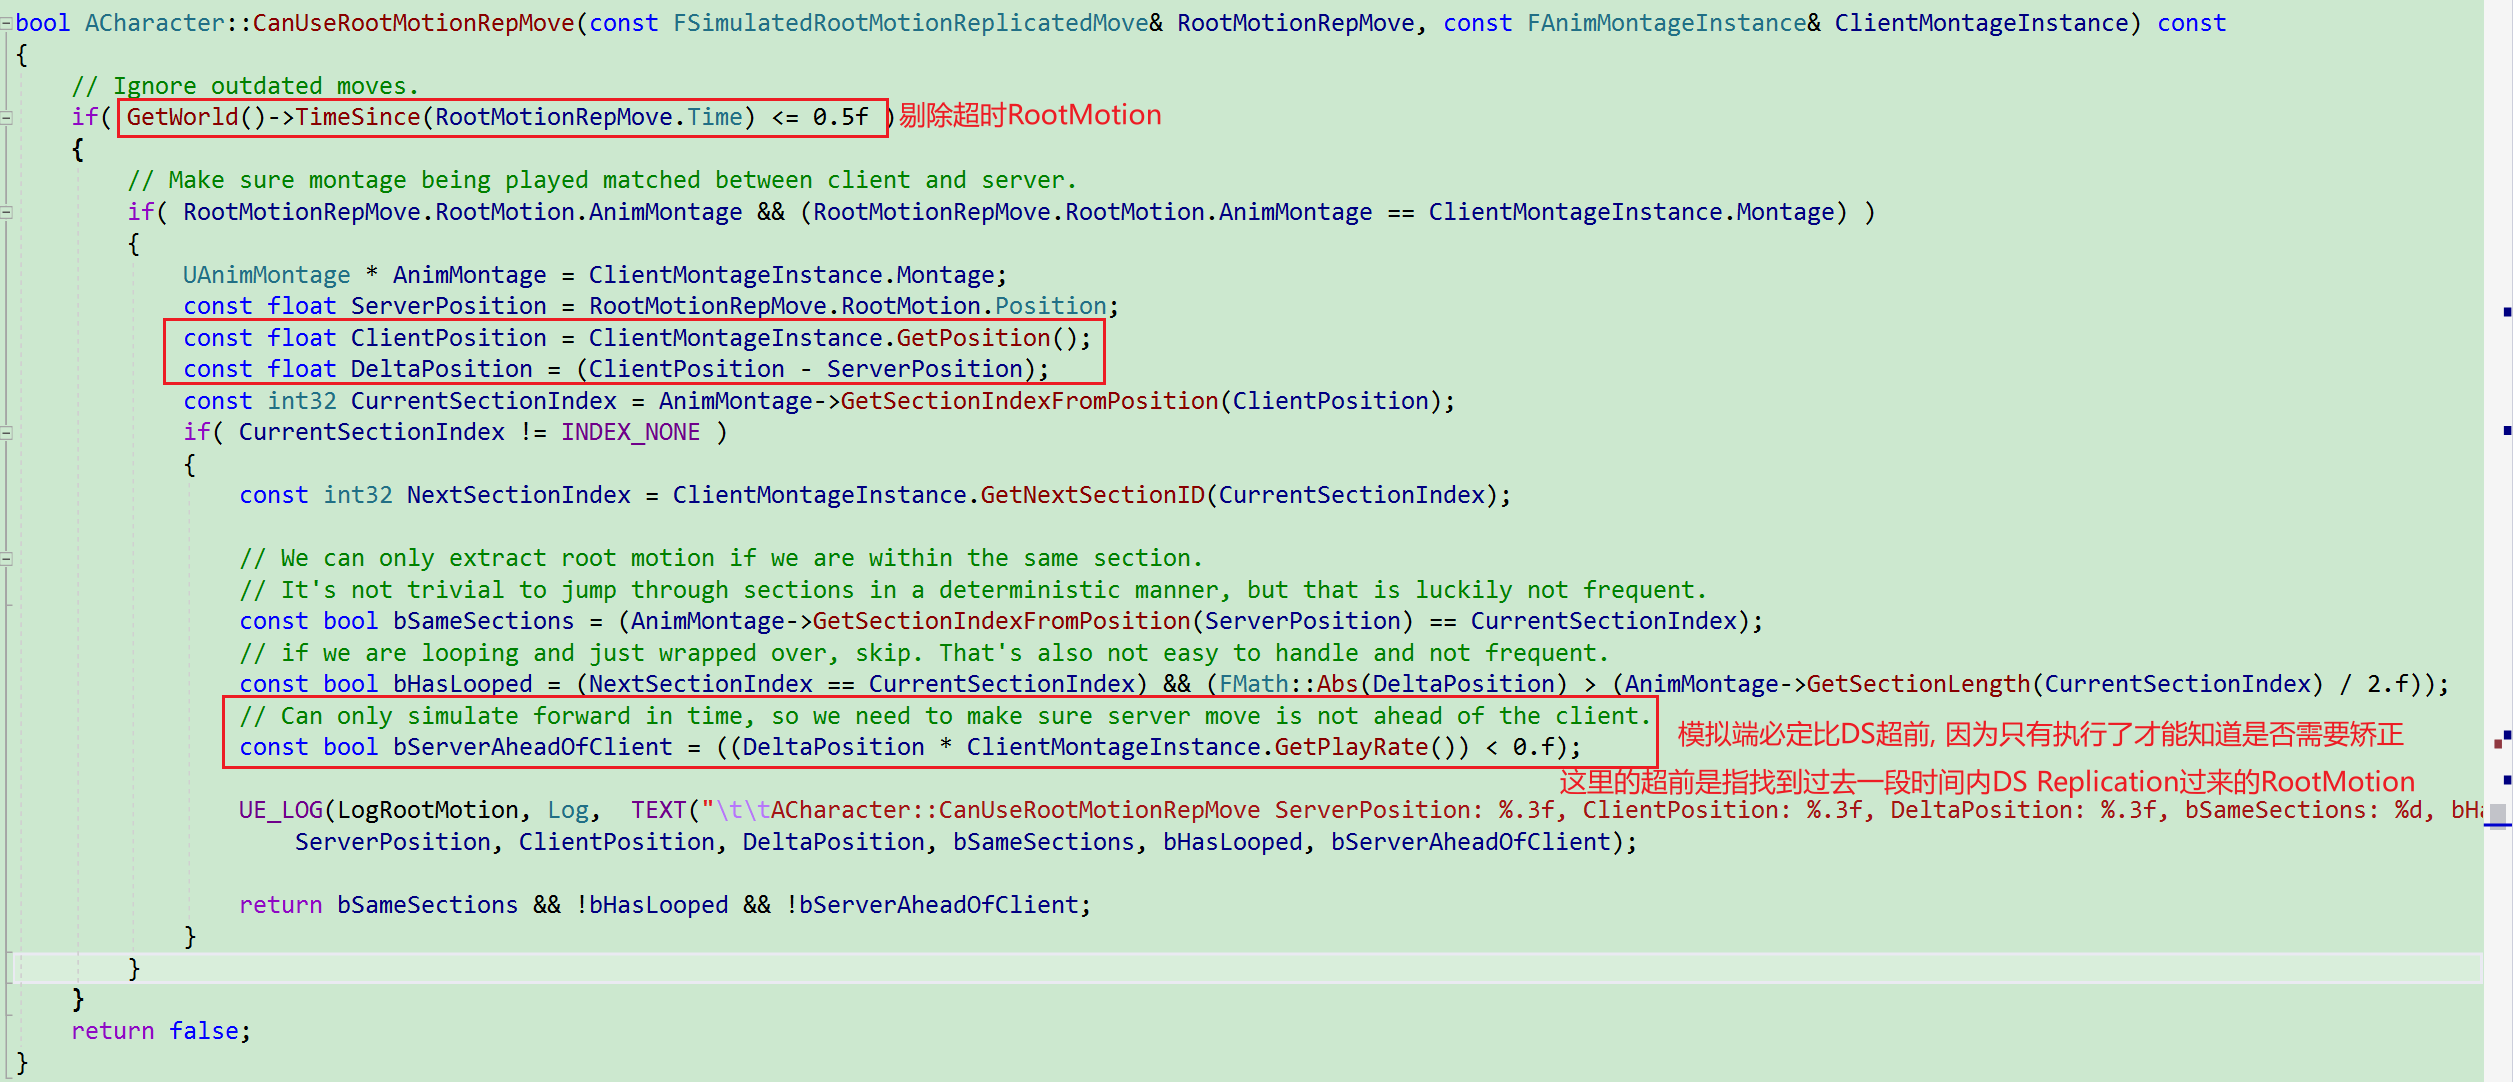 bool ACharacter::CanUseRootMotionRepMove(const FSimulatedRootMotionReplicatedMove& RootMotionRepMove, const FAnimMontageInstance& ClientMontageInstance) const
{
// Ignore outdated moves.
if( GetWorld()->TimeSince(RootMotionRepMove.Time) <= 0.5f ) 剔除超时RootMotion
{
// Make sure montage being played matched between client and server.
if( RootMotionRepMove.RootMotion.AnimMontage && (RootMotionRepMove.RootMotion.AnimMontage == ClientMontageInstance.Montage) )
{
UAnimMontage * AnimMontage = ClientMontageInstance.Montage;
const float ServerPosition = RootMotionRepMove.RootMotion.Position;
const float ClientPosition = ClientMontageInstance.GetPosition();
const float DeltaPosition = (ClientPosition - ServerPosition);
const int32 CurrentSectionIndex = AnimMontage->GetSectionIndexFromPosition(ClientPosition);
if( CurrentSectionIndex != INDEX_NONE )
{
const int32 NextSectionIndex = ClientMontageInstance.GetNextSectionID(CurrentSectionIndex);
// We can only extract root motion if we are within the same section.
// It's not trivial to jump through sections in a deterministic manner, but that is luckily not frequent.
const bool bSameSections = (AnimMontage->GetSectionIndexFromPosition(ServerPosition) == CurrentSectionIndex);
// if we are looping and just wrapped over, skip. That's also not easy to handle and not frequent.
const bool bHasLooped = (NextSectionIndex == CurrentSectionIndex) && (FMath::Abs(DeltaPosition) > (AnimMontage->GetSectionLength(CurrentSectionIndex) / 2.f));
// Can only simulate forward in time, so we need to make sure server move is not ahead of the client.
const bool bServerAheadOfClient = ((DeltaPosition * ClientMontageInstance.GetPlayRate()) < 0.f); 模拟端必定比DS超前, 因为只有执行了才能知道是否需要矫正
这里的超前是指找到过去一段时间内DS Replication过来的RootMotion
UE_LOG(LogRootMotion, Log,  TEXT("\t\tACharacter::CanUseRootMotionRepMove ServerPosition: %.3f, ClientPosition: %.3f, DeltaPosition: %.3f, bSameSections: %d, bHa
ServerPosition, ClientPosition, DeltaPosition, bSameSections, bHasLooped, bServerAheadOfClient);
return bSameSections && !bHasLooped && !bServerAheadOfClient;
}
}
}
return false;
}